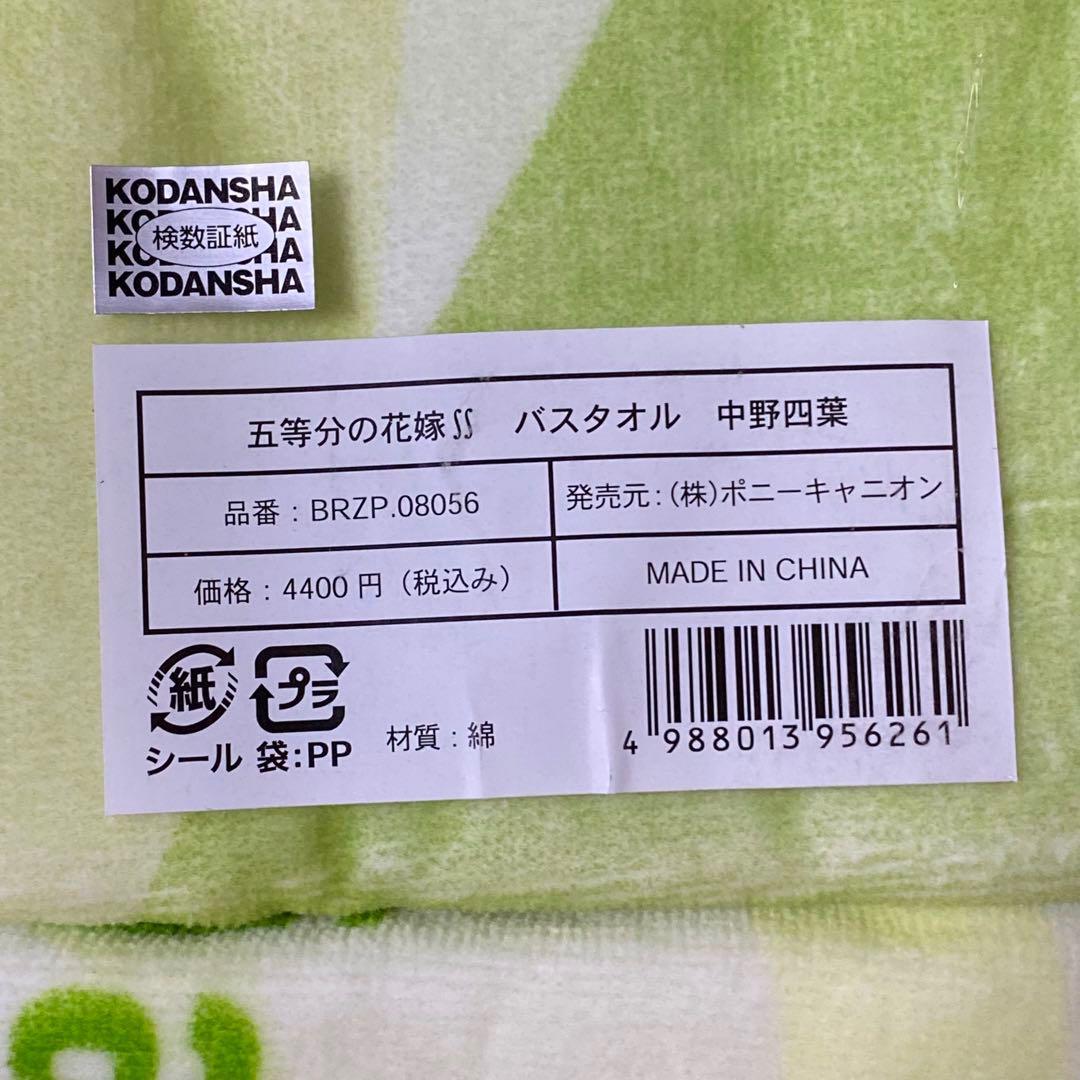 KODANSHA
KODANSHA
検数証紙
KODANSHA
KODANSHA
五等分の花嫁∬ バスタオル 中野四葉
品番:BRZP.08056
発売元:(株)ポニーキャニオン
価格:4400円(税込み)
MADE IN CHINA
紙
プラ
シール 袋:PP
材質:綿
4 988013 956261